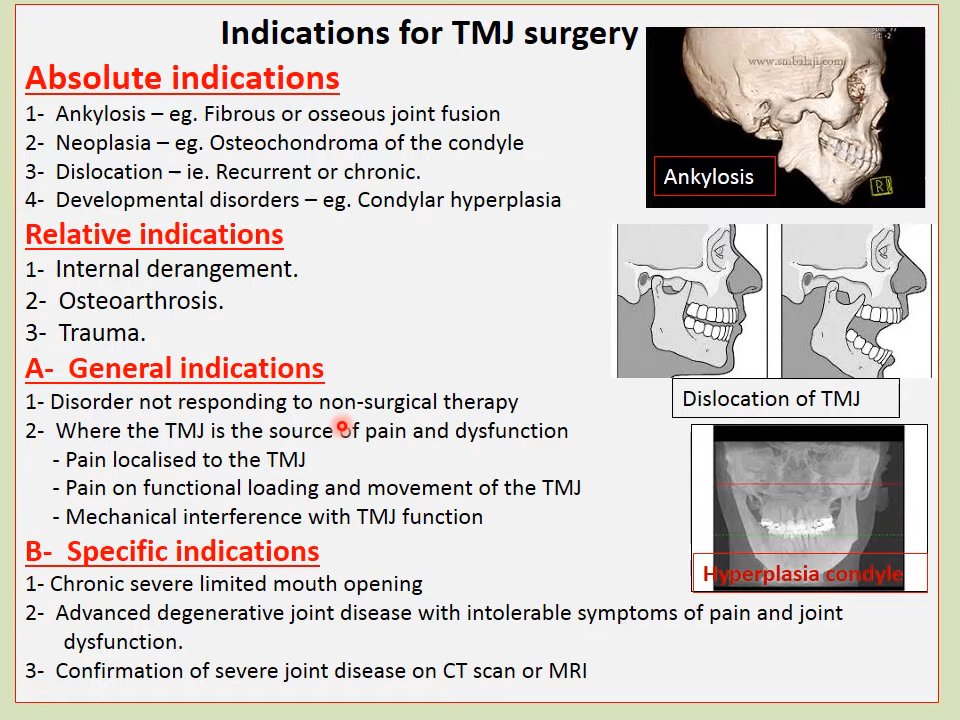 Indications for TMJ surgery
Absolute indications
1- Ankylosis – eg. Fibrous or osseous joint fusion
2- Neoplasia – eg. Osteochondroma of the condyle
3- Dislocation – ie. Recurrent or chronic.
4- Developmental disorders – eg. Condylar hyperplasia
Relative indications
1- Internal derangement.
2- Osteoarthrosis.
3- Trauma.
A- General indications
1- Disorder not responding to non-surgical therapy
2- Where the TMJ is the source of pain and dysfunction
- Pain localised to the TMJ
- Pain on functional loading and movement of the TMJ
- Mechanical interference with TMJ function
B- Specific indications
1- Chronic severe limited mouth opening
2- Advanced degenerative joint disease with intolerable symptoms of pain and joint
dysfunction.
3- Confirmation of severe joint disease on CT scan or MRI
www.smbalaji.com
Tilt -2
Ankylosis
R
Dislocation of TMJ
Hyperplasia condyle